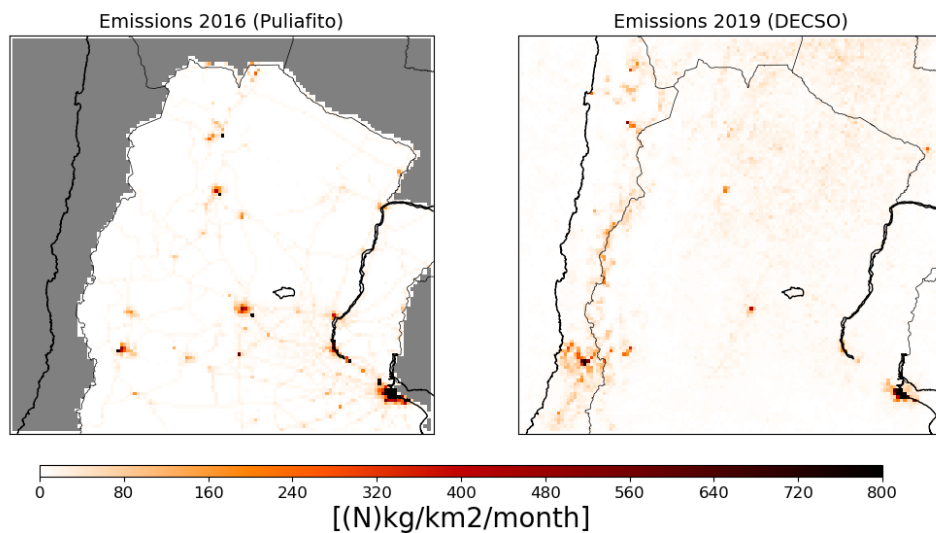 Emissions 2016 (Puliafito)
Emissions 2019 (DECSO)
0 80 160 240 320 400 480 560 640 720 800
[(N)kg/km2/month]